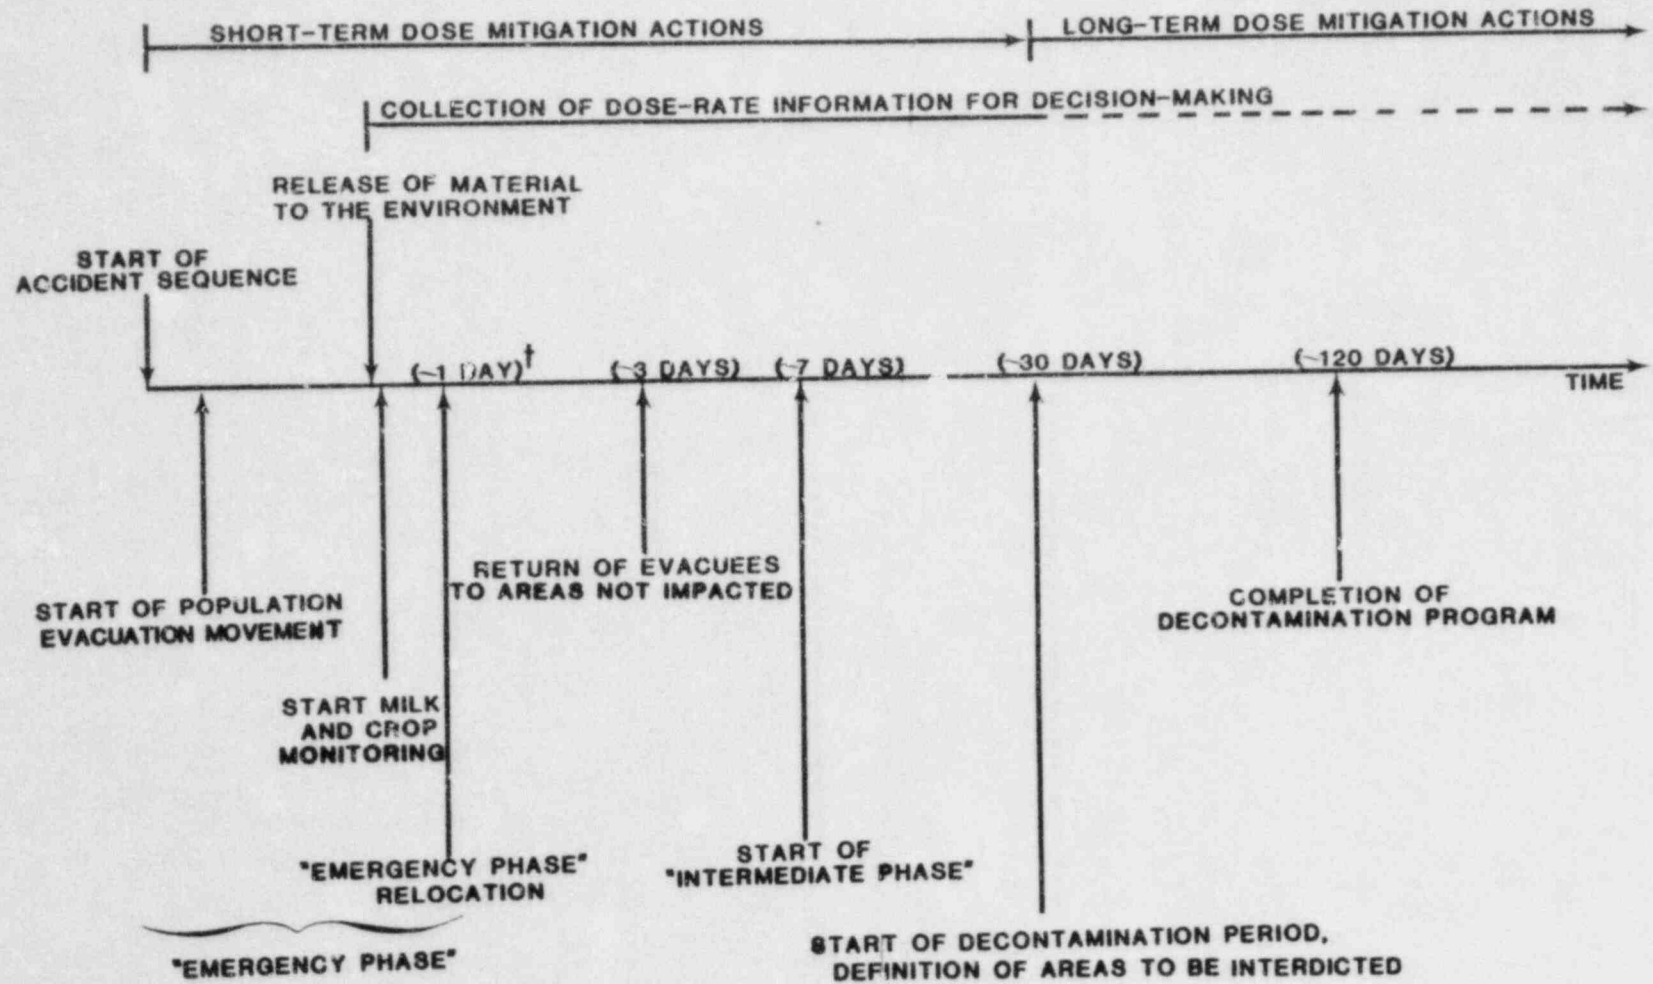 SHORT-TERM DOSE MITIGATION ACTIONS
LONG-TERM DOSE MITIGATION ACTIONS
COLLECTION OF DOSE-RATE INFORMATION FOR DECISION-MAKING
RELEASE OF MATERIAL
TO THE ENVIRONMENT
START OF
ACCIDENT SEQUENCE
(~1 DAY)†
(~3 DAYS)
(~7 DAYS)
(~30 DAYS)
(~120 DAYS)
TIME
START OF POPULATION
EVACUATION MOVEMENT
RETURN OF EVACUEES
TO AREAS NOT IMPACTED
COMPLETION OF
DECONTAMINATION PROGRAM
START MILK
AND CROP
MONITORING
"EMERGENCY PHASE"
RELOCATION
START OF
"INTERMEDIATE PHASE"
"EMERGENCY PHASE"
START OF DECONTAMINATION PERIOD,
DEFINITION OF AREAS TO BE INTERDICTED